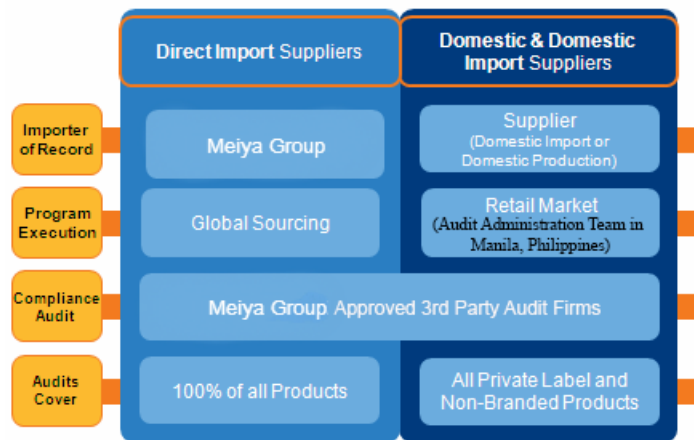 Direct Import Suppliers
Domestic & Domestic
Import Suppliers
Importer
of Record
Meiya Group
Supplier
(Domestic Import or
Domestic Production)
Program
Execution
Global Sourcing
Retail Market
(Audit Administration Team in
Manila, Philippines)
Compliance
Audit
Meiya Group Approved 3rd Party Audit Firms
Audits
Cover
100% of all Products
All Private Label and
Non-Branded Products